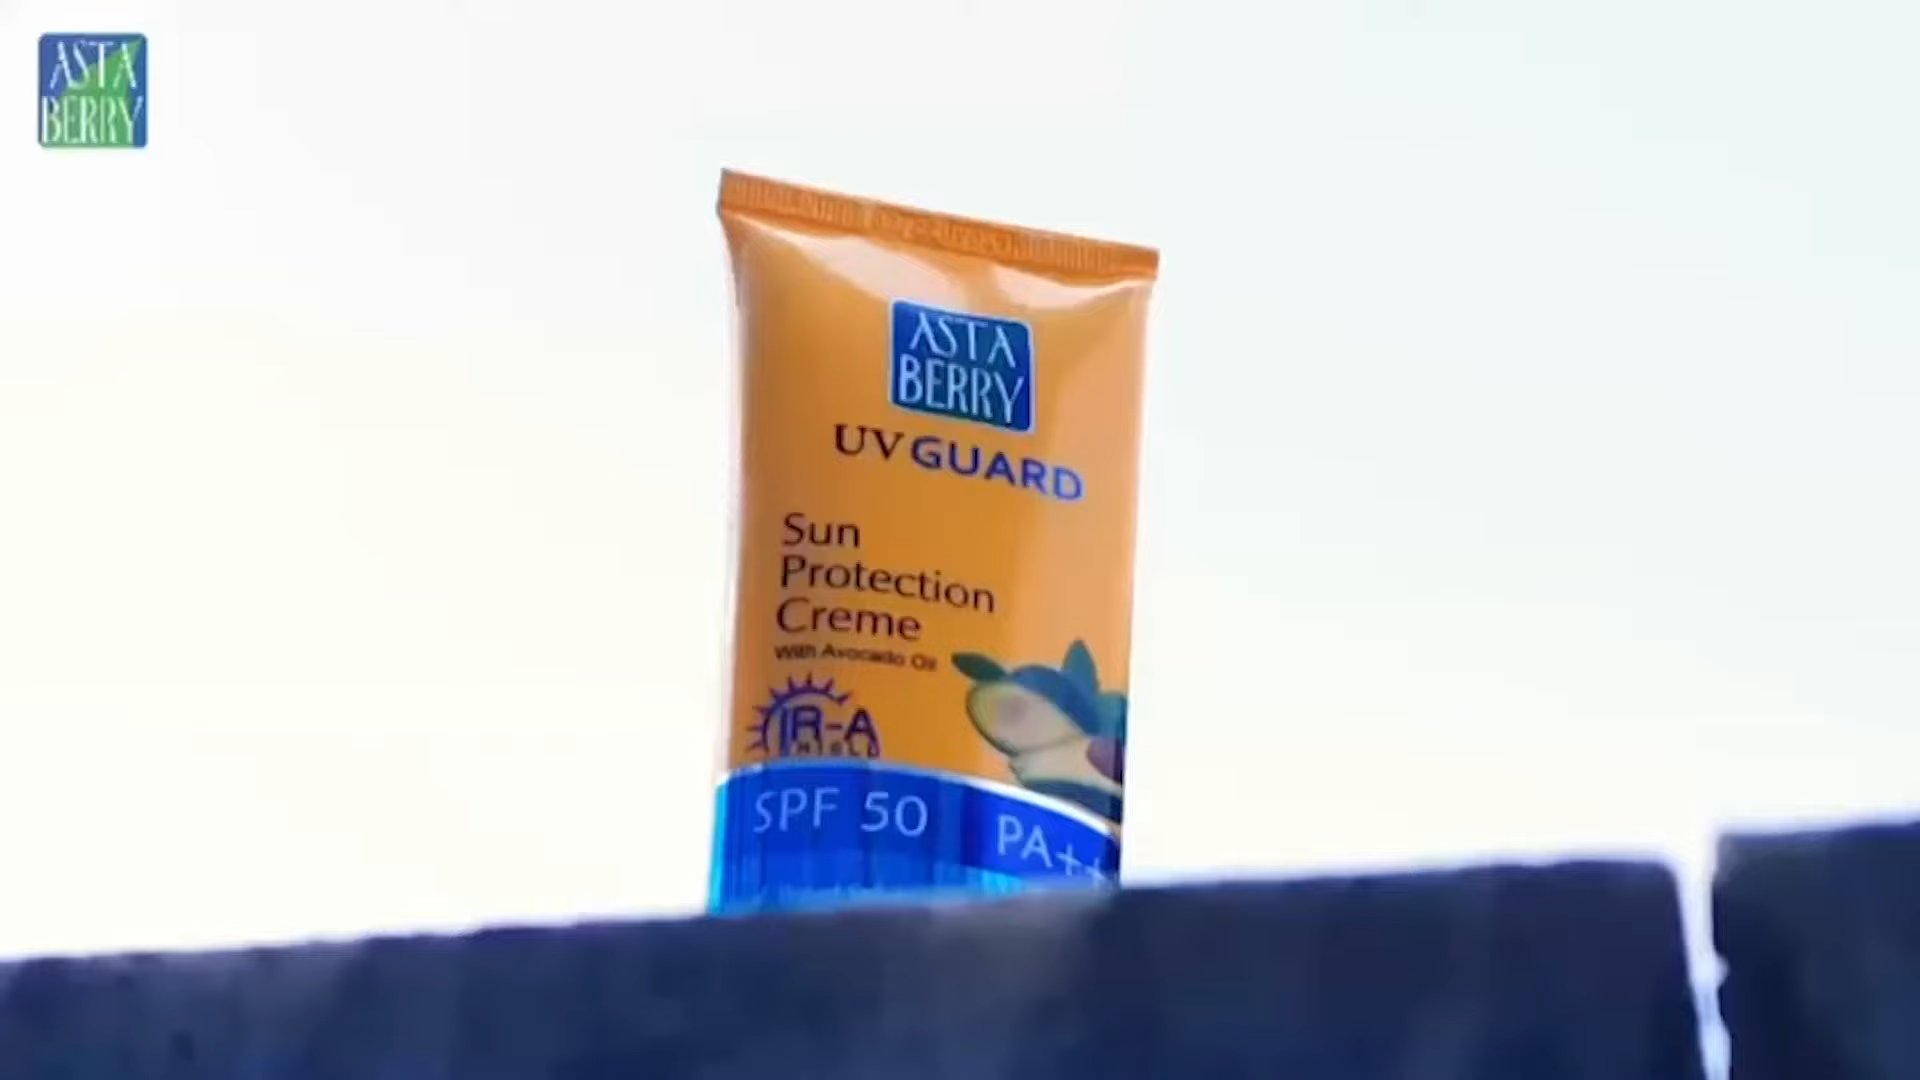 ASTA
BERRY
ASTA
BERRY
UV GUARD
Sun
Protection
Creme
With Avocado Oil
IR-A
SHIELD
SPF 50 PA++